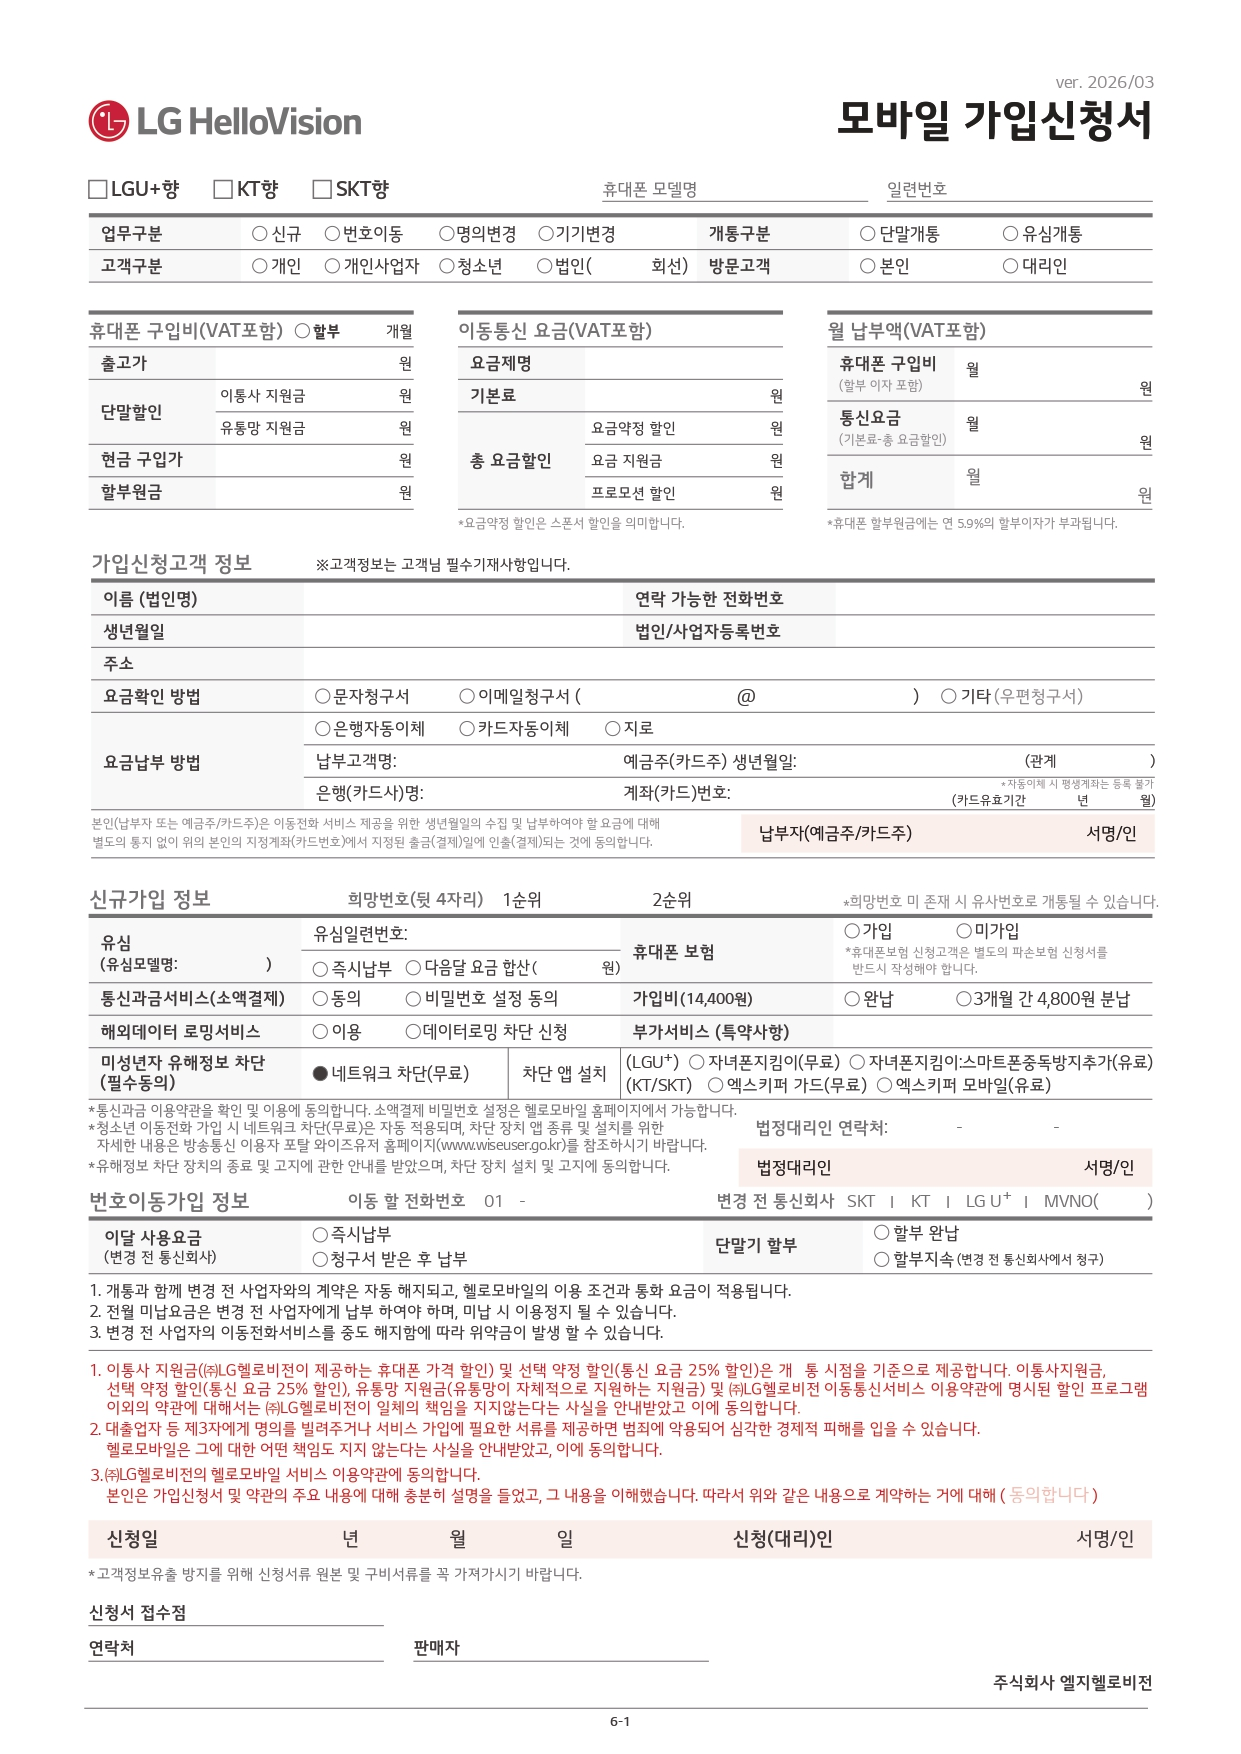 ver. 2026/03
LG HelloVision
모바일 가입신청서
□ LGU+향 □ KT향 □ SKT향 휴대폰 모델명 일련번호
업무구분 ○ 신규 ○ 번호이동 ○ 명의변경 ○ 기기변경 개통구분 ○ 단말개통 ○ 유심개통
고객구분 ○ 개인 ○ 개인사업자 ○ 청소년 ○ 법인( 회선) 방문고객 ○ 본인 ○ 대리인
휴대폰 구입비(VAT포함) ○ 할부 개월
출고가 원
단말할인 이통사 지원금 원
유통망 지원금 원
현금 구입가 원
할부원금 원
이동통신 요금(VAT포함)
요금제명
기본료 원
총 요금할인 요금약정 할인 원
요금 지원금 원
프로모션 할인 원
*요금약정 할인은 스폰서 할인을 의미합니다.
월 납부액(VAT포함)
휴대폰 구입비 월
(할부 이자 포함) 원
통신요금 월
(기본료-총 요금할인) 원
합계 월
원
*휴대폰 할부원금에는 연 5.9%의 할부이자가 부과됩니다.
가입신청고객 정보 ※고객정보는 고객님 필수기재사항입니다.
이름 (법인명) 연락 가능한 전화번호
생년월일 법인/사업자등록번호
주소
요금확인 방법 ○ 문자청구서 ○ 이메일청구서 ( @ ) ○ 기타 (우편청구서)
요금납부 방법 ○ 은행자동이체 ○ 카드자동이체 ○ 지로
납부고객명: 예금주(카드주) 생년월일: (관계 )
은행(카드사)명: 계좌(카드)번호: *자동이체 시 평생계좌는 등록 불가
(카드유효기간 년 월)
본인(납부자 또는 예금주/카드주)은 이동전화 서비스 제공을 위한 생년월일의 수집 및 납부하여야 할 요금에 대해
별도의 통지 없이 위의 본인의 지정계좌(카드번호)에서 지정된 출금(결제)일에 인출(결제)되는 것에 동의합니다.
납부자(예금주/카드주) 서명/인
신규가입 정보 희망번호(뒷 4자리) 1순위 2순위 *희망번호 미 존재 시 유사번호로 개통될 수 있습니다.
유심 유심일련번호:
(유심모델명: ) ○ 즉시납부 ○ 다음달 요금 합산( 원)
휴대폰 보험 ○ 가입 ○ 미가입
*휴대폰보험 신청고객은 별도의 파손보험 신청서를
반드시 작성해야 합니다.
통신과금서비스(소액결제) ○ 동의 ○ 비밀번호 설정 동의 가입비(14,400원) ○ 완납 ○ 3개월 간 4,800원 분납
해외데이터 로밍서비스 ○ 이용 ○ 데이터로밍 차단 신청 부가서비스 (특약사항)
미성년자 유해정보 차단
(필수동의)
● 네트워크 차단(무료) 차단 앱 설치
(LGU+) ○ 자녀폰지킴이(무료) ○ 자녀폰지킴이:스마트폰중독방지추가(유료)
(KT/SKT) ○ 엑스키퍼 가드(무료) ○ 엑스키퍼 모바일(유료)
*통신과금 이용약관을 확인 및 이용에 동의합니다. 소액결제 비밀번호 설정은 헬로모바일 홈페이지에서 가능합니다.
*청소년 이동전화 가입 시 네트워크 차단(무료)은 자동 적용되며, 차단 장치 앱 종류 및 설치를 위한
자세한 내용은 방송통신 이용자 포탈 와이즈유저 홈페이지(www.wiseuser.go.kr)를 참조하시기 바랍니다.
*유해정보 차단 장치의 종료 및 고지에 관한 안내를 받았으며, 차단 장치 설치 및 고지에 동의합니다.
법정대리인 연락처: - -
법정대리인 서명/인
번호이동가입 정보 이동 할 전화번호 01 - 변경 전 통신회사 SKT | KT | LG U+ | MVNO( )
이달 사용요금 ○ 즉시납부
(변경 전 통신회사) ○ 청구서 받은 후 납부
단말기 할부 ○ 할부 완납
○ 할부지속 (변경 전 통신회사에서 청구)
1. 개통과 함께 변경 전 사업자와의 계약은 자동 해지되고, 헬로모바일의 이용 조건과 통화 요금이 적용됩니다.
2. 전월 미납요금은 변경 전 사업자에게 납부 하여야 하며, 미납 시 이용정지 될 수 있습니다.
3. 변경 전 사업자의 이동전화서비스를 중도 해지함에 따라 위약금이 발생 할 수 있습니다.
1. 이통사 지원금(㈜LG헬로비전이 제공하는 휴대폰 가격 할인) 및 선택 약정 할인(통신 요금 25% 할인)은 개 통 시점을 기준으로 제공합니다. 이통사지원금,
선택 약정 할인(통신 요금 25% 할인), 유통망 지원금(유통망이 자체적으로 지원하는 지원금) 및 ㈜LG헬로비전 이동통신서비스 이용약관에 명시된 할인 프로그램
이외의 약관에 대해서는 ㈜LG헬로비전이 일체의 책임을 지지않는다는 사실을 안내받았고 이에 동의합니다.
2. 대출업자 등 제3자에게 명의를 빌려주거나 서비스 가입에 필요한 서류를 제공하면 범죄에 악용되어 심각한 경제적 피해를 입을 수 있습니다.
헬로모바일은 그에 대한 어떤 책임도 지지 않는다는 사실을 안내받았고, 이에 동의합니다.
3.㈜LG헬로비전의 헬로모바일 서비스 이용약관에 동의합니다.
본인은 가입신청서 및 약관의 주요 내용에 대해 충분히 설명을 들었고, 그 내용을 이해했습니다. 따라서 위와 같은 내용으로 계약하는 거에 대해 ( 동의합니다 )
신청일 년 월 일 신청(대리)인 서명/인
*고객정보유출 방지를 위해 신청서류 원본 및 구비서류를 꼭 가져가시기 바랍니다.
신청서 접수점
연락처 판매자
주식회사 엘지헬로비전
6-1